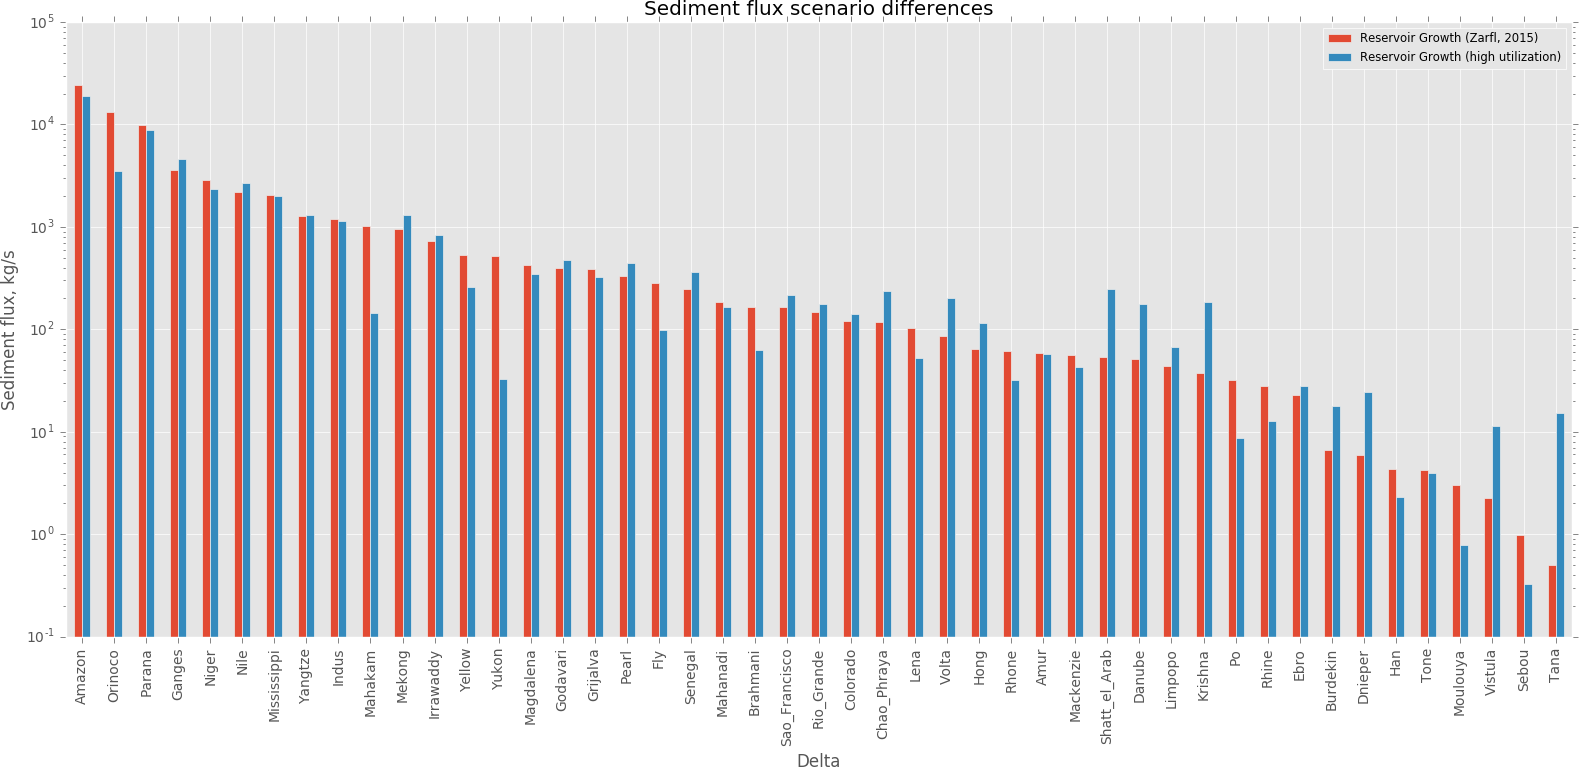 Sediment flux scenario differences
Reservoir Growth (Zarfl, 2015)
Reservoir Growth (high utilization)
Sediment flux, kg/s
10^5
10^4
10^3
10^2
10^1
10^0
10^-1
Amazon
Orinoco
Parana
Ganges
Niger
Nile
Mississippi
Yangtze
Indus
Mahakam
Mekong
Irrawaddy
Yellow
Yukon
Magdalena
Godavari
Grijalva
Pearl
Fly
Senegal
Mahanadi
Brahmani
Sao_Francisco
Rio_Grande
Colorado
Chao_Phraya
Lena
Volta
Hong
Rhone
Amur
Mackenzie
Shatt_el_Arab
Danube
Limpopo
Krishna
Po
Rhine
Ebro
Burdekin
Dnieper
Han
Tone
Moulouya
Vistula
Sebou
Tana
Delta